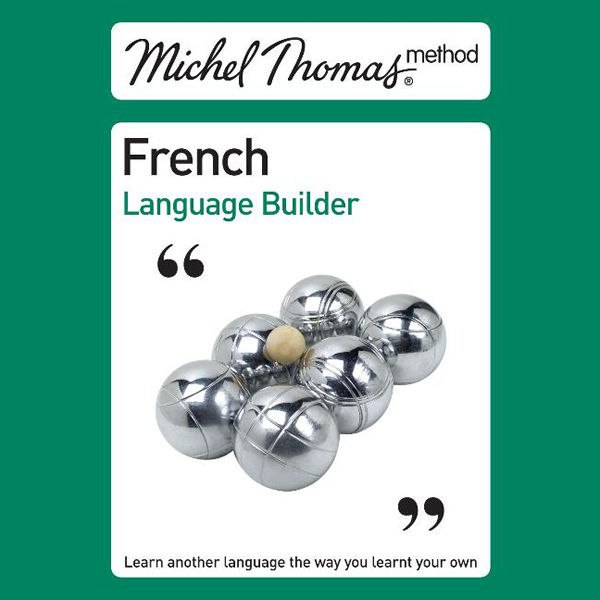 Michel Thomas method
®
French
Language Builder
“
”
Learn another language the way you learnt your own